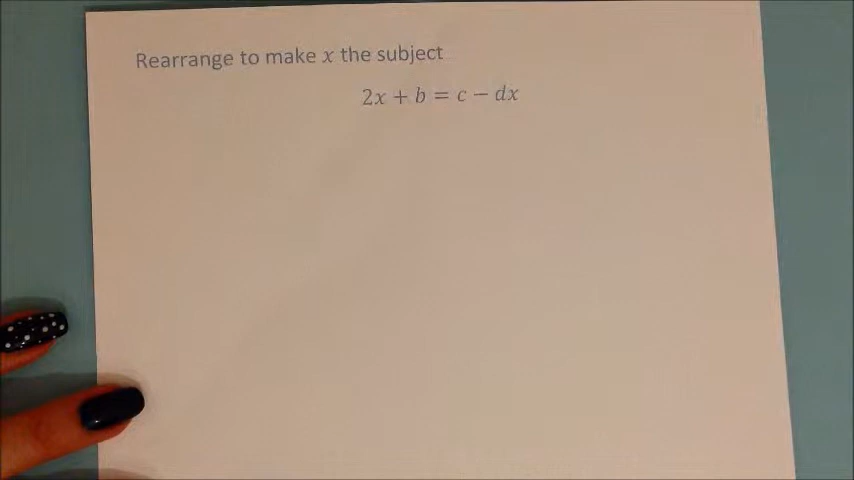 Rearrange to make x the subject
2x + b = c − dx